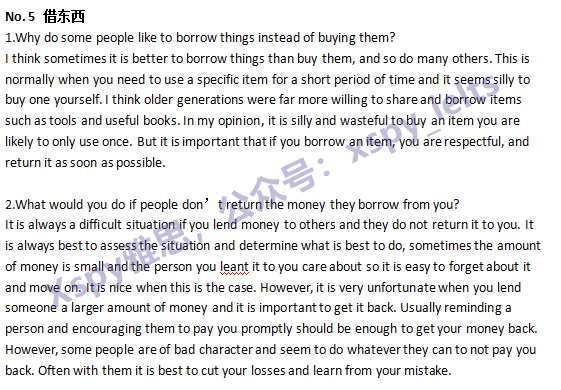 No. 5 借东西
1.Why do some people like to borrow things instead of buying them?
I think sometimes it is better to borrow things than buy them, and so do many others. This is
normally when you need to use a specific item for a short period of time and it seems silly to
buy one yourself. I think older generations were far more willing to share and borrow items
such as tools and useful books. In my opinion, it is silly and wasteful to buy an item you are
likely to only use once. But it is important that if you borrow an item, you are respectful, and
return it as soon as possible.
2.What would you do if people don't return the money they borrow from you?
It is always a difficult situation if you lend money to others and they do not return it to you. It
is always best to assess the situation and determine what is best to do, sometimes the amount
of money is small and the person you leant it to you care about so it is easy to forget about it
and move on. It is nice when this is the case. However, it is very unfortunate when you lend
someone a larger amount of money and it is important to get it back. Usually reminding a
person and encouraging them to pay you promptly should be enough to get your money back.
However, some people are of bad character and seem to do whatever they can to not pay you
back. Often with them it is best to cut your losses and learn from your mistake.
Xspy雅思，公众号：xspy_ielts